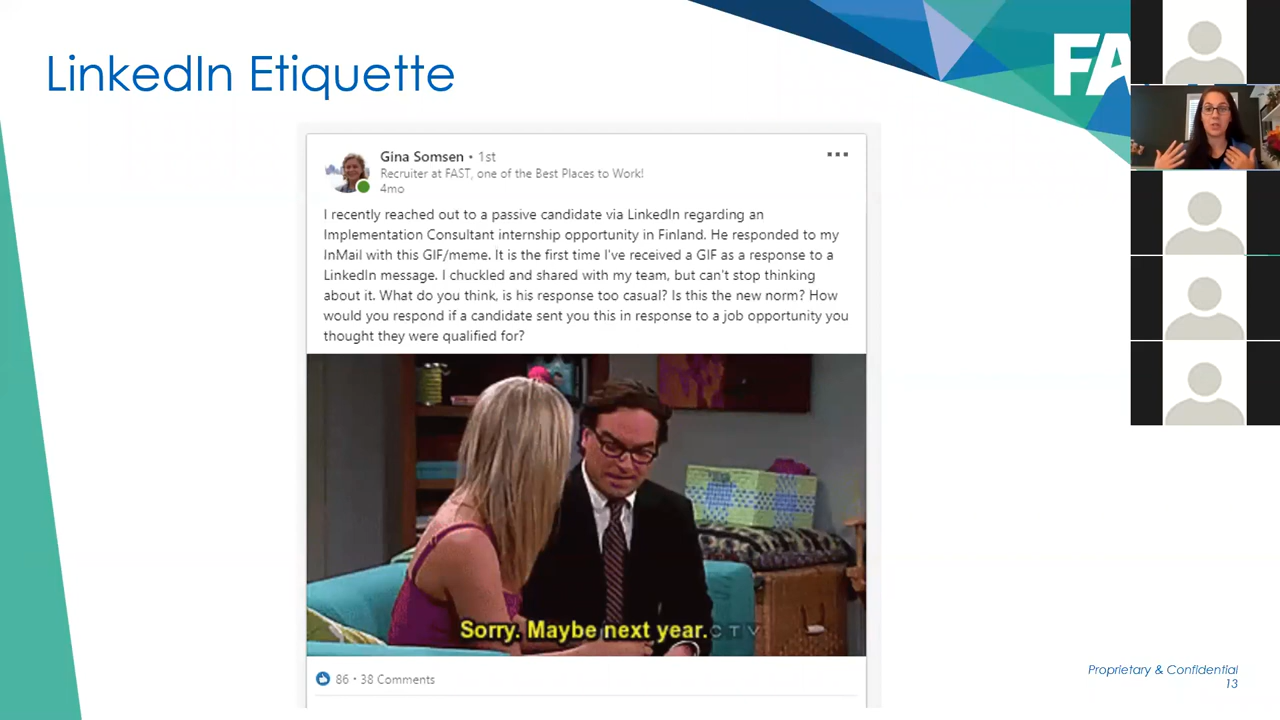 LinkedIn Etiquette
FA
Gina Somsen • 1st
Recruiter at FAST, one of the Best Places to Work!
4mo
I recently reached out to a passive candidate via LinkedIn regarding an
Implementation Consultant internship opportunity in Finland. He responded to my
InMail with this GIF/meme. It is the first time I've received a GIF as a response to a
LinkedIn message. I chuckled and shared with my team, but can't stop thinking
about it. What do you think, is his response too casual? Is this the new norm? How
would you respond if a candidate sent you this in response to a job opportunity you
thought they were qualified for?
Sorry. Maybe next year.
CTV
86 • 38 Comments
Proprietary & Confidential
13